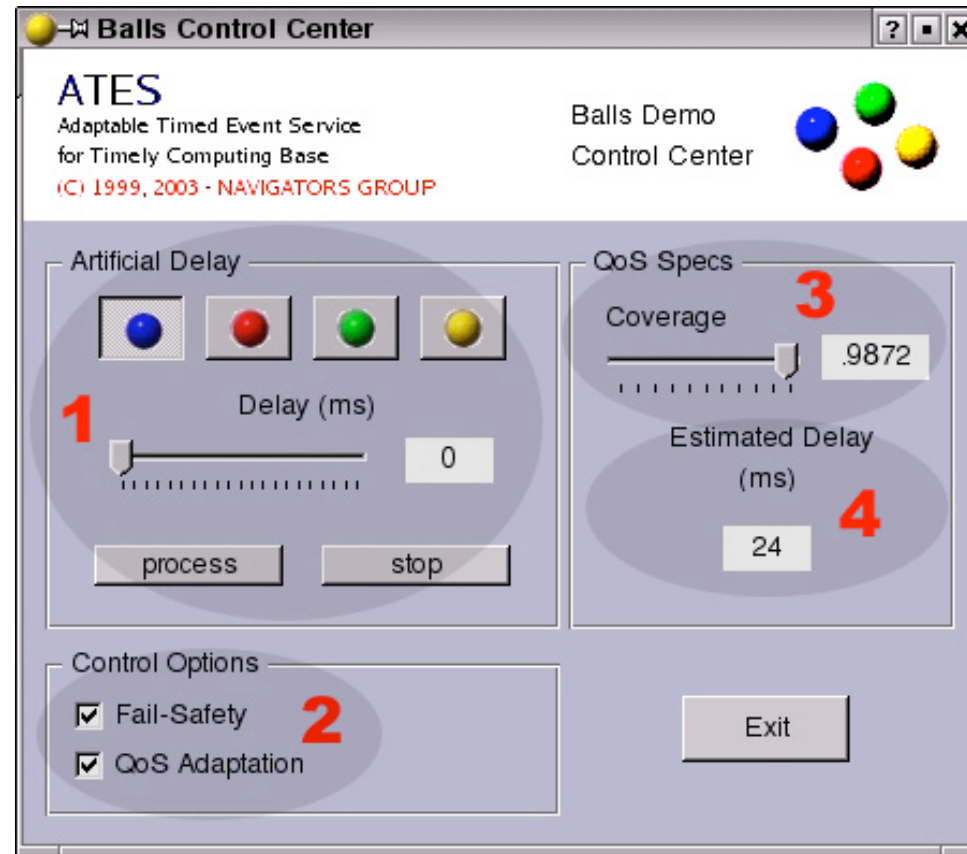 Balls Control Center
ATES
Adaptable Timed Event Service
for Timely Computing Base
(C) 1999, 2003 - NAVIGATORS GROUP
Balls Demo
Control Center
Artificial Delay
1
Delay (ms)
0
process
stop
QoS Specs
3
Coverage
.9872
Estimated Delay
(ms)
4
24
Control Options
Fail-Safety
2
QoS Adaptation
Exit